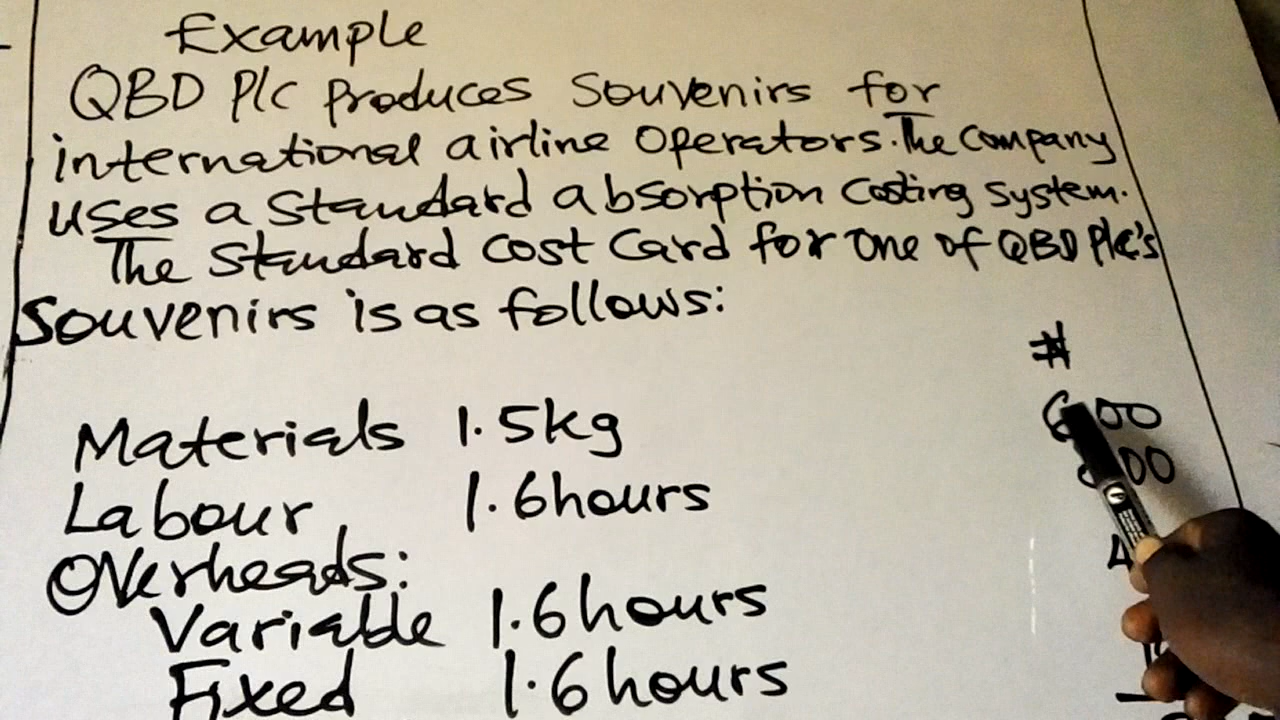 Example
QBD Plc produces Souvenirs for
international airline operators. The Company
uses a standard absorption costing system.
The standard cost card for one of QBD Plc's
Souvenirs is as follows:
#
Materials 1.5kg
Labour 1.6hours
Overheads:
Variable 1.6hours
Fixed 1.6hours